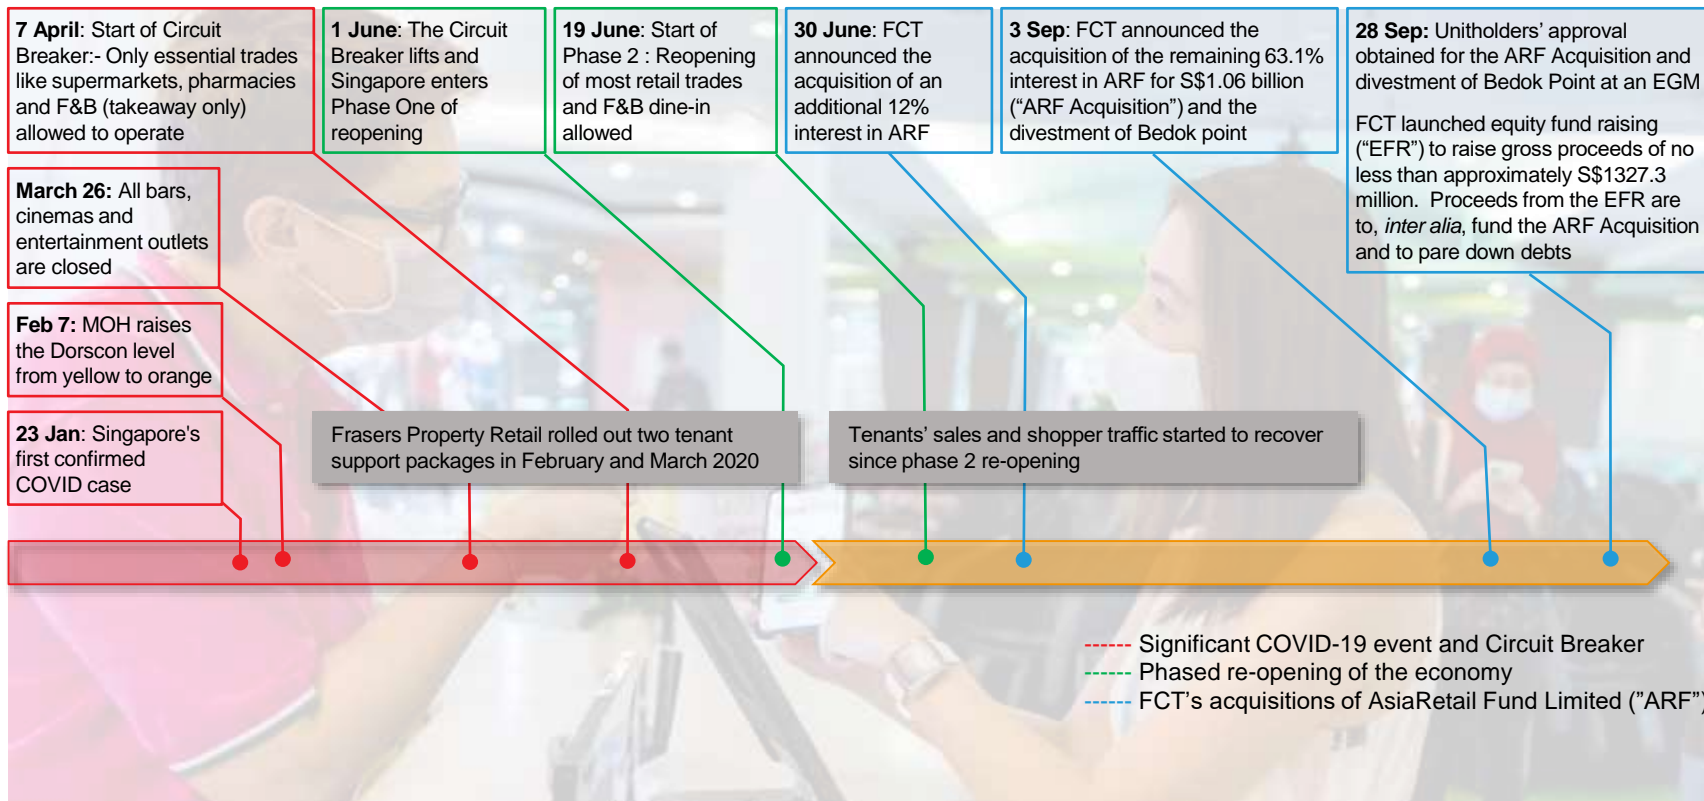 7 April: Start of Circuit
Breaker:- Only essential trades
like supermarkets, pharmacies
and F&B (takeaway only)
allowed to operate
1 June: The Circuit
Breaker lifts and
Singapore enters
Phase One of
reopening
19 June: Start of
Phase 2 : Reopening
of most retail trades
and F&B dine-in
allowed
30 June: FCT
announced the
acquisition of an
additional 12%
interest in ARF
3 Sep: FCT announced the
acquisition of the remaining 63.1%
interest in ARF for S$1.06 billion
(“ARF Acquisition”) and the
divestment of Bedok point
28 Sep: Unitholders’ approval
obtained for the ARF Acquisition and
divestment of Bedok Point at an EGM
FCT launched equity fund raising
(“EFR”) to raise gross proceeds of no
less than approximately S$1327.3
million. Proceeds from the EFR are
to, inter alia, fund the ARF Acquisition
and to pare down debts
March 26: All bars,
cinemas and
entertainment outlets
are closed
Feb 7: MOH raises
the Dorscon level
from yellow to orange
23 Jan: Singapore's
first confirmed
COVID case
Frasers Property Retail rolled out two tenant
support packages in February and March 2020
Tenants’ sales and shopper traffic started to recover
since phase 2 re-opening
Significant COVID-19 event and Circuit Breaker
Phased re-opening of the economy
FCT’s acquisitions of AsiaRetail Fund Limited (”ARF”)